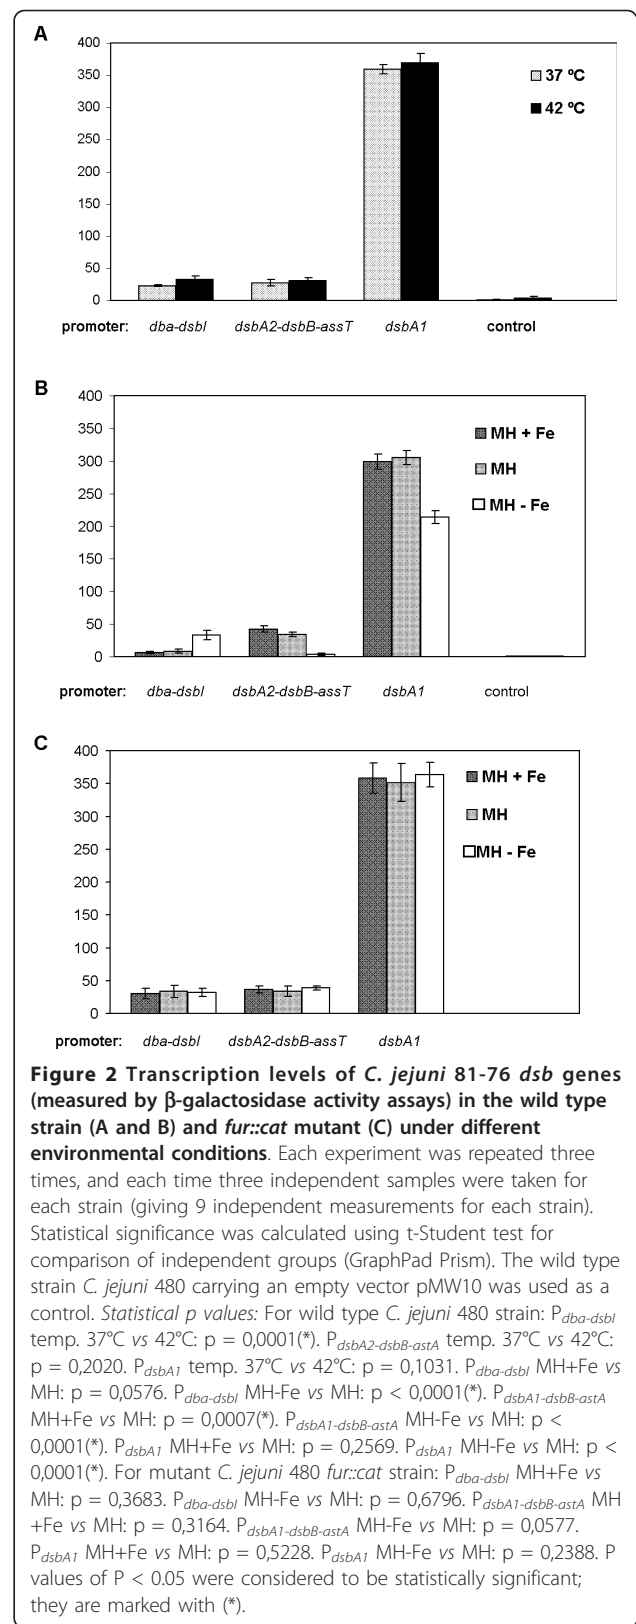 A
400
350
300
250
200
150
100
50
0
37 ºC
42 ºC
promoter: dba-dsbI dsbA2-dsbB-assT dsbA1 control
B
400
350
300
250
200
150
100
50
0
MH + Fe
MH
MH - Fe
promoter: dba-dsbI dsbA2-dsbB-assT dsbA1 control
C
400
350
300
250
200
150
100
50
0
MH + Fe
MH
MH - Fe
promoter: dba-dsbI dsbA2-dsbB-assT dsbA1
Figure 2 Transcription levels of C. jejuni 81-76 dsb genes
(measured by β-galactosidase activity assays) in the wild type
strain (A and B) and fur::cat mutant (C) under different
environmental conditions. Each experiment was repeated three
times, and each time three independent samples were taken for
each strain (giving 9 independent measurements for each strain).
Statistical significance was calculated using t-Student test for
comparison of independent groups (GraphPad Prism). The wild type
strain C. jejuni 480 carrying an empty vector pMW10 was used as a
control. Statistical p values: For wild type C. jejuni 480 strain: Pdba-dsbI
temp. 37°C vs 42°C: p = 0,0001(*). PdsbA2-dsbB-astA temp. 37°C vs 42°C:
p = 0,2020. PdsbA1 temp. 37°C vs 42°C: p = 0,1031. Pdba-dsbI MH+Fe vs
MH: p = 0,0576. Pdba-dsbI MH-Fe vs MH: p < 0,0001(*). PdsbA1-dsbB-astA
MH+Fe vs MH: p = 0,0007(*). PdsbA1-dsbB-astA MH-Fe vs MH: p <
0,0001(*). PdsbA1 MH+Fe vs MH: p = 0,2569. PdsbA1 MH-Fe vs MH: p <
0,0001(*). For mutant C. jejuni 480 fur::cat strain: Pdba-dsbI MH+Fe vs
MH: p = 0,3683. Pdba-dsbI MH-Fe vs MH: p = 0,6796. PdsbA1-dsbB-astA MH
+Fe vs MH: p = 0,3164. PdsbA1-dsbB-astA MH-Fe vs MH: p = 0,0577.
PdsbA1 MH+Fe vs MH: p = 0,5228. PdsbA1 MH-Fe vs MH: p = 0,2388. P
values of P < 0.05 were considered to be statistically significant;
they are marked with (*).